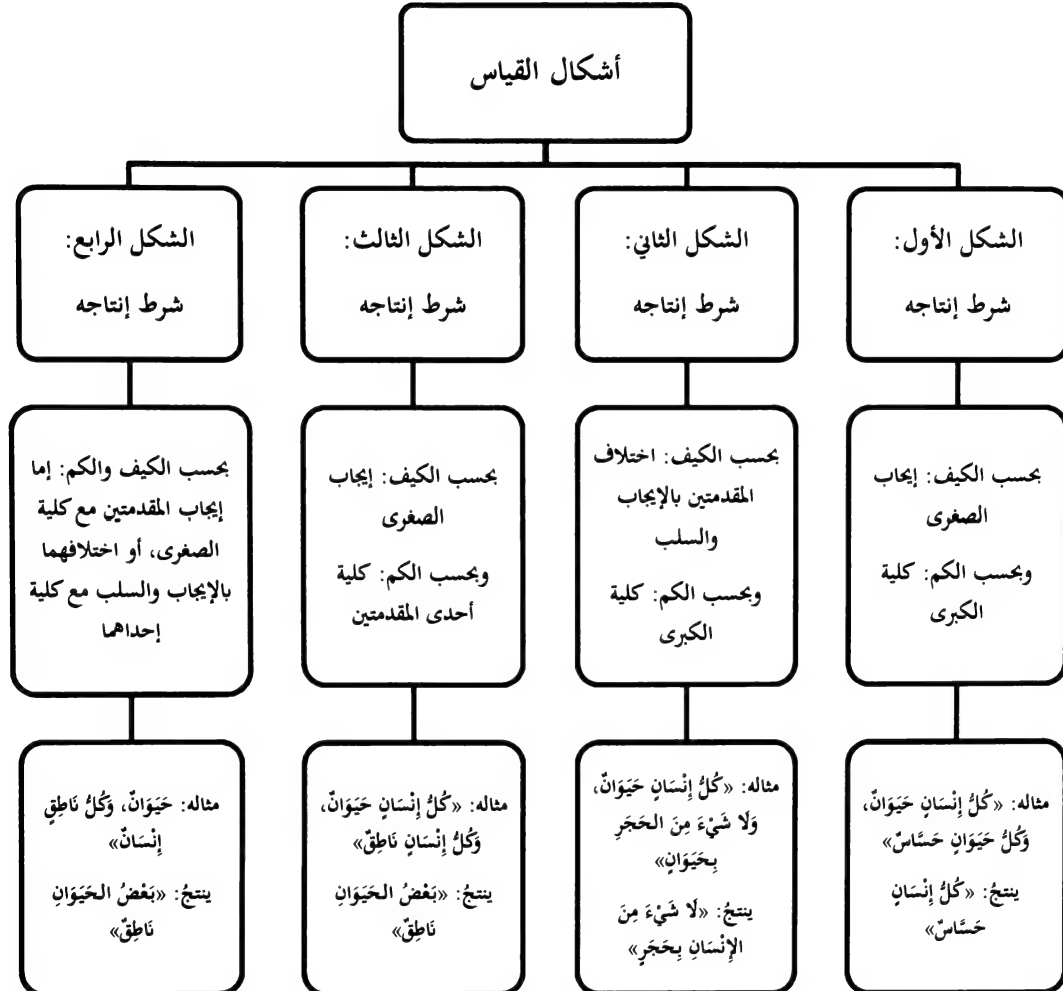 أشكال القياس
الشكل الأول:
شرط إنتاجه
الشكل الثاني:
شرط إنتاجه
الشكل الثالث:
شرط إنتاجه
الشكل الرابع:
شرط إنتاجه
بحسب الكيف: إيجاب
الصغرى
وبحسب الكم: كلية
الكبرى
بحسب الكيف: اختلاف
المقدمتين بالإيجاب
والسلب
وبحسب الكم: كلية
الكبرى
بحسب الكيف: إيجاب
الصغرى
وبحسب الكم: كلية
أحدى المقدمتين
بحسب الكيف والكم: إما
إيجاب المقدمتين مع كلية
الصغرى، أو اختلافهما
بالإيجاب والسلب مع كلية
إحداهما
مثاله: «كُلُّ إِنْسَانٍ حَيَوَانٌ،
وَكُلُّ حَيَوَانٍ حَسَّاسٌ»
ينتجُ: «كُلُّ إِنْسَانٍ
حَسَّاسٌ»
مثاله: «كُلُّ إِنْسَانٍ حَيَوَانٌ،
وَلَا شَيْءَ مِنَ الحَجَرِ
بِحَيَوَانٍ»
ينتجُ: «لَا شَيْءَ مِنَ
الإِنْسَانِ بِحَجَرٍ»
مثاله: «كُلُّ إِنْسَانٍ حَيَوَانٌ،
وَكُلُّ إِنْسَانٍ نَاطِقٌ»
ينتجُ: «بَعْضُ الحَيَوَانِ
نَاطِقٌ»
مثاله: حَيَوَانٌ، وَكُلُّ نَاطِقٍ
إِنْسَانٌ»
ينتجُ: «بَعْضُ الحَيَوَانِ
نَاطِقٌ»